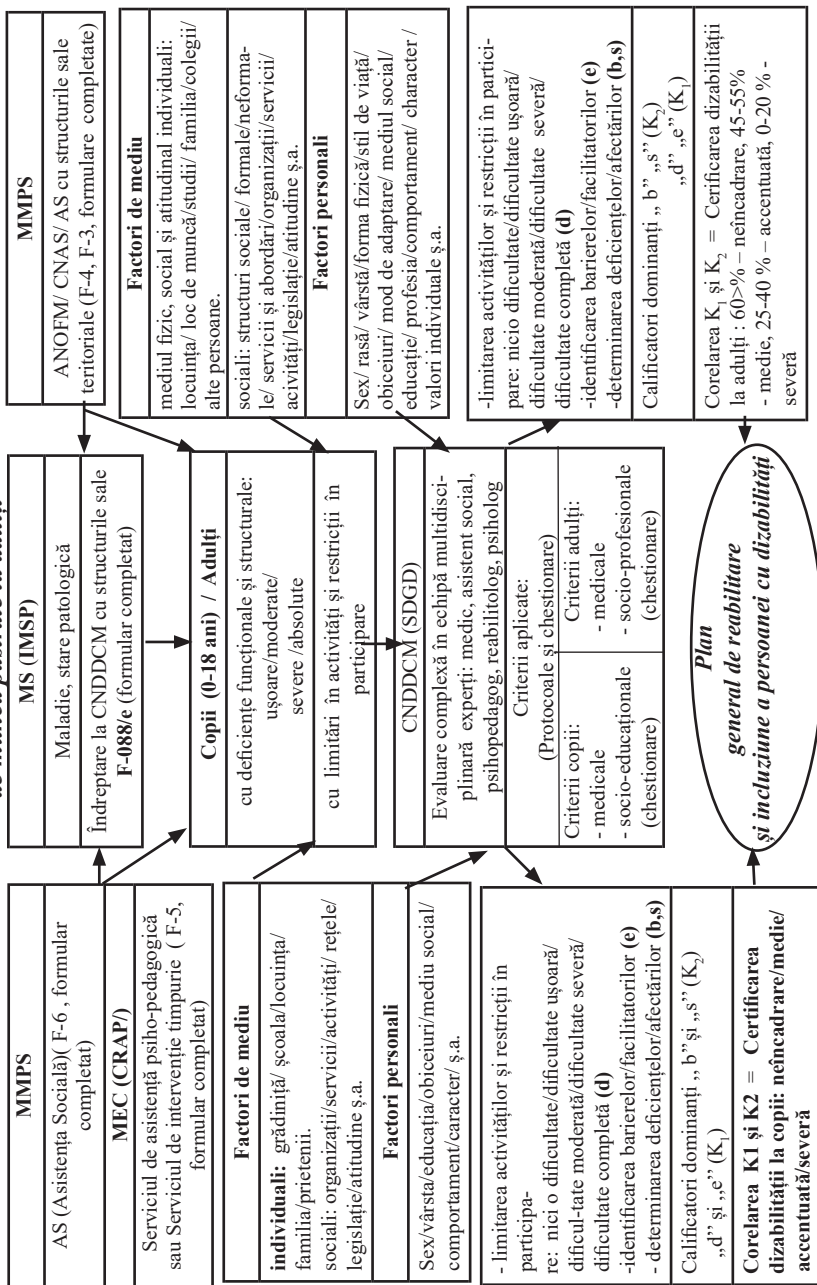 MMPS
AS (Asistența Socială)( F-6 , formular
completat)
MEC (CRAP/)
Serviciul de asistență psiho-pedagogică
sau Serviciul de intervenție timpurie ( F-5,
formular completat)
Factori de mediu
individuali: grădiniță/ școala/locuința/
familia/prietenii.
sociali: organizații/servicii/activități/ rețele/
legislație/atitudine ș.a.
Factori personali
Sex/vârsta/educația/obiceiuri/mediu social/
comportament/caracter/ ș.a.
- limitarea activităților și restricții în
participa-
re: nici o dificultate/dificultate ușoară/
dificul-tate moderată/dificultate severă/
dificultate completă (d)
-identificarea barierelor/facilitatorilor (e)
- determinarea deficiențelor/afectărilor (b,s)
Calificatori dominanți ,, b” și ,,s” (K2)
,,d” și ,,e” (K1)
Corelarea K1 și K2 = Certificarea
dizabilității la copii: neîncadrare/medie/
accentuată/severă
MS (IMSP)
Maladie, stare patologică
Îndreptare la CNDDCM cu structurile sale
F-088/e (formular completat)
Copii (0-18 ani) / Adulți
cu deficiențe funcționale și structurale:
ușoare/moderate/
severe /absolute
cu limitări în activități și restricții în
participare
CNDDCM (SDGD)
Evaluare complexă în echipă multidisci-
plinară experți: medic, asistent social,
psihopedagog, reabilitolog, psiholog
Criterii aplicate:
(Protocoale și chestionare)
Criterii copii:
- medicale
- socio-educaționale
(chestionare)
Criterii adulți:
- medicale
- socio-profesionale
(chestionare)
Plan
general de reabilitare
și incluziune a persoanei cu dizabilități
MMPS
ANOFM/ CNAS/ AS cu structurile sale
teritoriale (F-4, F-3, formulare completate)
Factori de mediu
mediul fizic, social și atitudinal individuali:
locuința/ loc de muncă/studii/ familia/colegii/
alte persoane.
sociali: structuri sociale/ formale/neforma-
le/ servicii și abordări/organizații/servicii/
acivități/legislație/atitudine ș.a.
Factori personali
Sex/ rasă/ vârstă/forma fizică/stil de viață/
obiceiuri/ mod de adaptare/ mediul social/
educație/ profesia/comportament/ character /
valori individuale ș.a.
-limitarea activităților și restricții în partici-
pare: nicio dificultate/dificultate ușoară/
dificultate moderată/dificultate severă/
dificultate completă (d)
-identificarea barierelor/facilitatorilor (e)
-determinarea deficiențelor/afectărilor (b,s)
Calificatori dominanți ,, b” ,,s” (K2)
,,d” ,,e” (K1)
Corelarea K1 și K2 = Cerificarea dizabilității
la adulți : 60>% – neîncadrare, 45-55%
- medie, 25-40 % – accentuată, 0-20 % -
severă